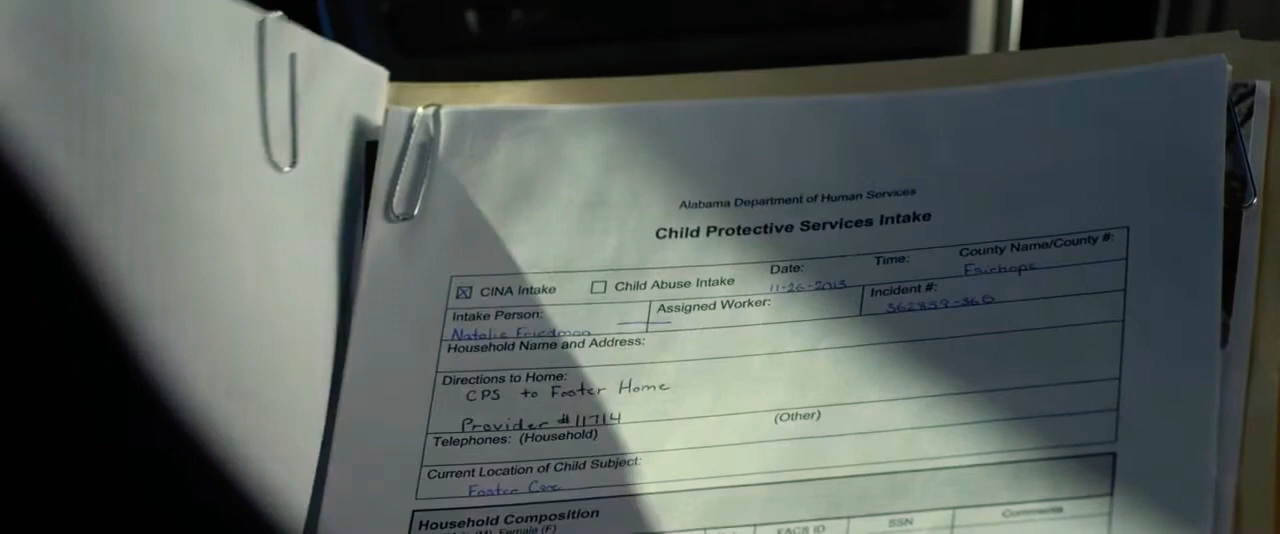 Alabama Department of Human Services
Child Protective Services Intake
CINA Intake Child Abuse Intake Date: Time: County Name/County #:
11-26-2013
Intake Person: Assigned Worker: Incident #:
Natalie Friedman 362859-36
Household Name and Address:
Directions to Home:
CPS to Foster Home
Provider #11714
Telephones: (Household) (Other)
Current Location of Child Subject:
Foster Care
Household Composition
(M), Female (F) FACS ID SSN Comments